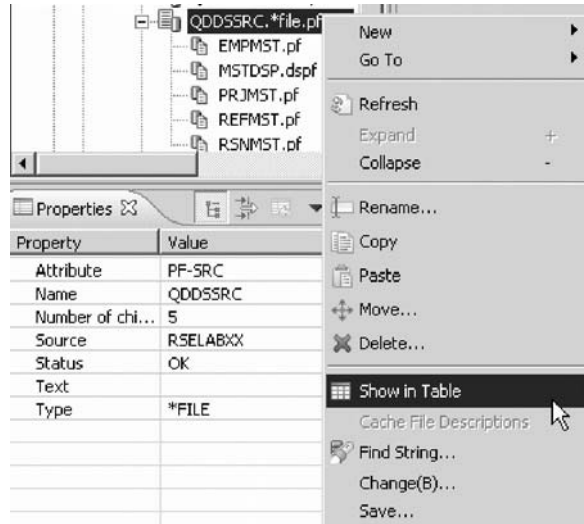 QDDSSRC.*file.pf
EMPMST.pf
MSTDSP.dspf
PRJMST.pf
REFMST.pf
RSNMST.pf
Properties
Property Value
Attribute PF-SRC
Name QDDSSRC
Number of chi... 5
Source RSELABXX
Status OK
Text
Type *FILE
New
Go To
Refresh
Expand +
Collapse -
Rename...
Copy
Paste
Move...
Delete...
Show in Table
Cache File Descriptions
Find String...
Change(B)...
Save...